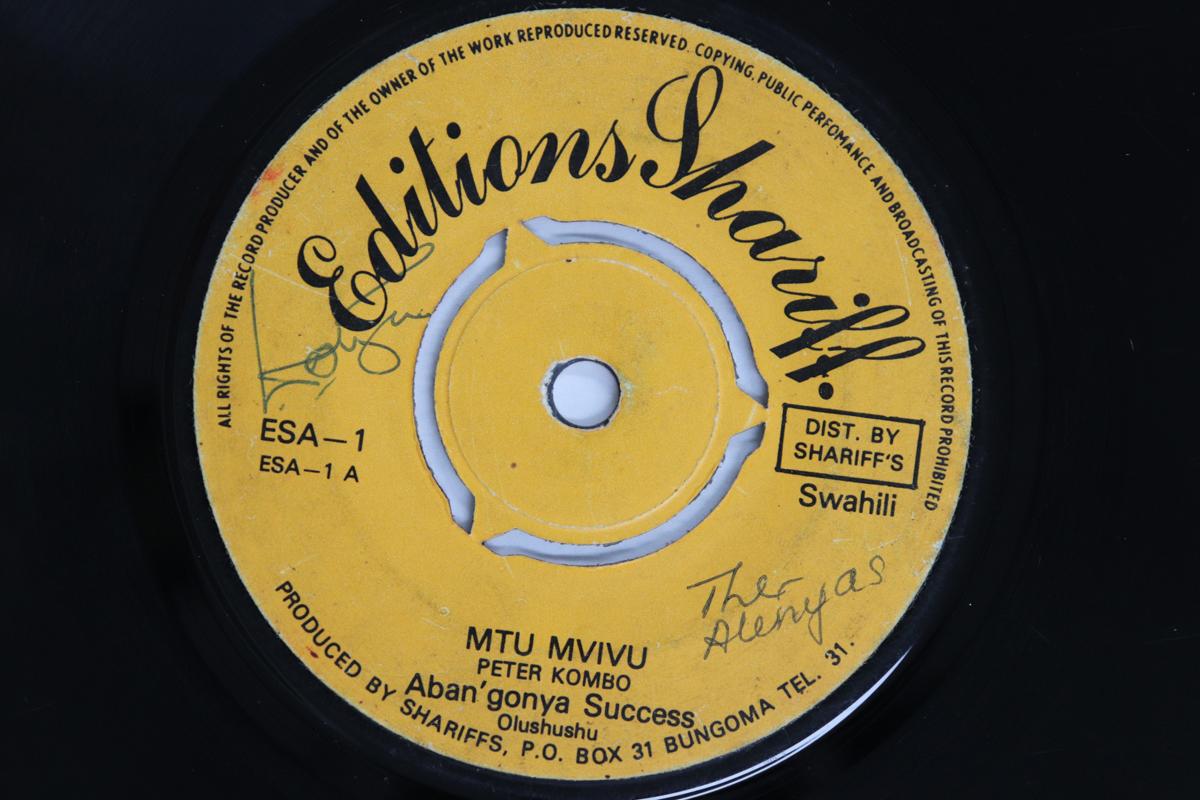 ALL RIGHTS OF THE RECORD PRODUCER AND OF THE OWNER OF THE WORK REPRODUCED RESERVED. COPYING, PUBLIC PERFOMANCE AND BROADCASTING OF THIS RECORD PROHIBITED
Editions Shariff.
ESA—1
ESA—1 A
DIST. BY
SHARIFF'S
Swahili
MTU MVIVU
PETER KOMBO
Aban'gonya Success
Olushushu
PRODUCED BY SHARIFFS, P.O. BOX 31 BUNGOMA TEL. 31.